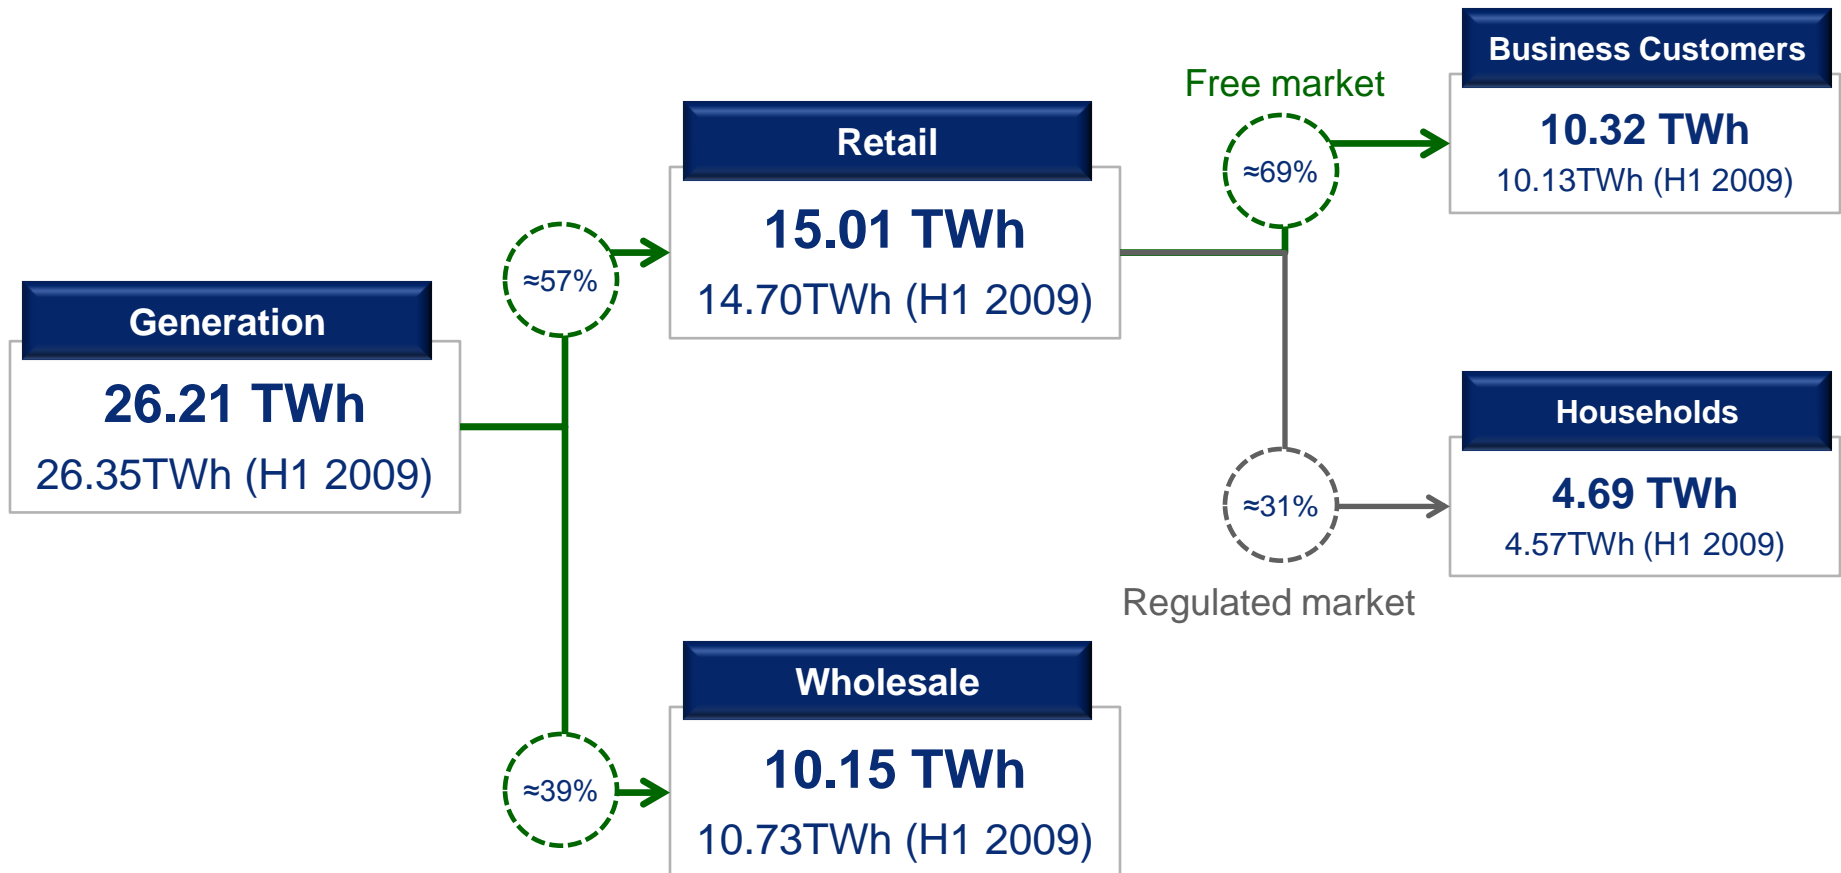 Generation
26.21 TWh
26.35TWh (H1 2009)
≈57%
≈39%
Retail
15.01 TWh
14.70TWh (H1 2009)
Wholesale
10.15 TWh
10.73TWh (H1 2009)
Free market
≈69%
≈31%
Regulated market
Business Customers
10.32 TWh
10.13TWh (H1 2009)
Households
4.69 TWh
4.57TWh (H1 2009)